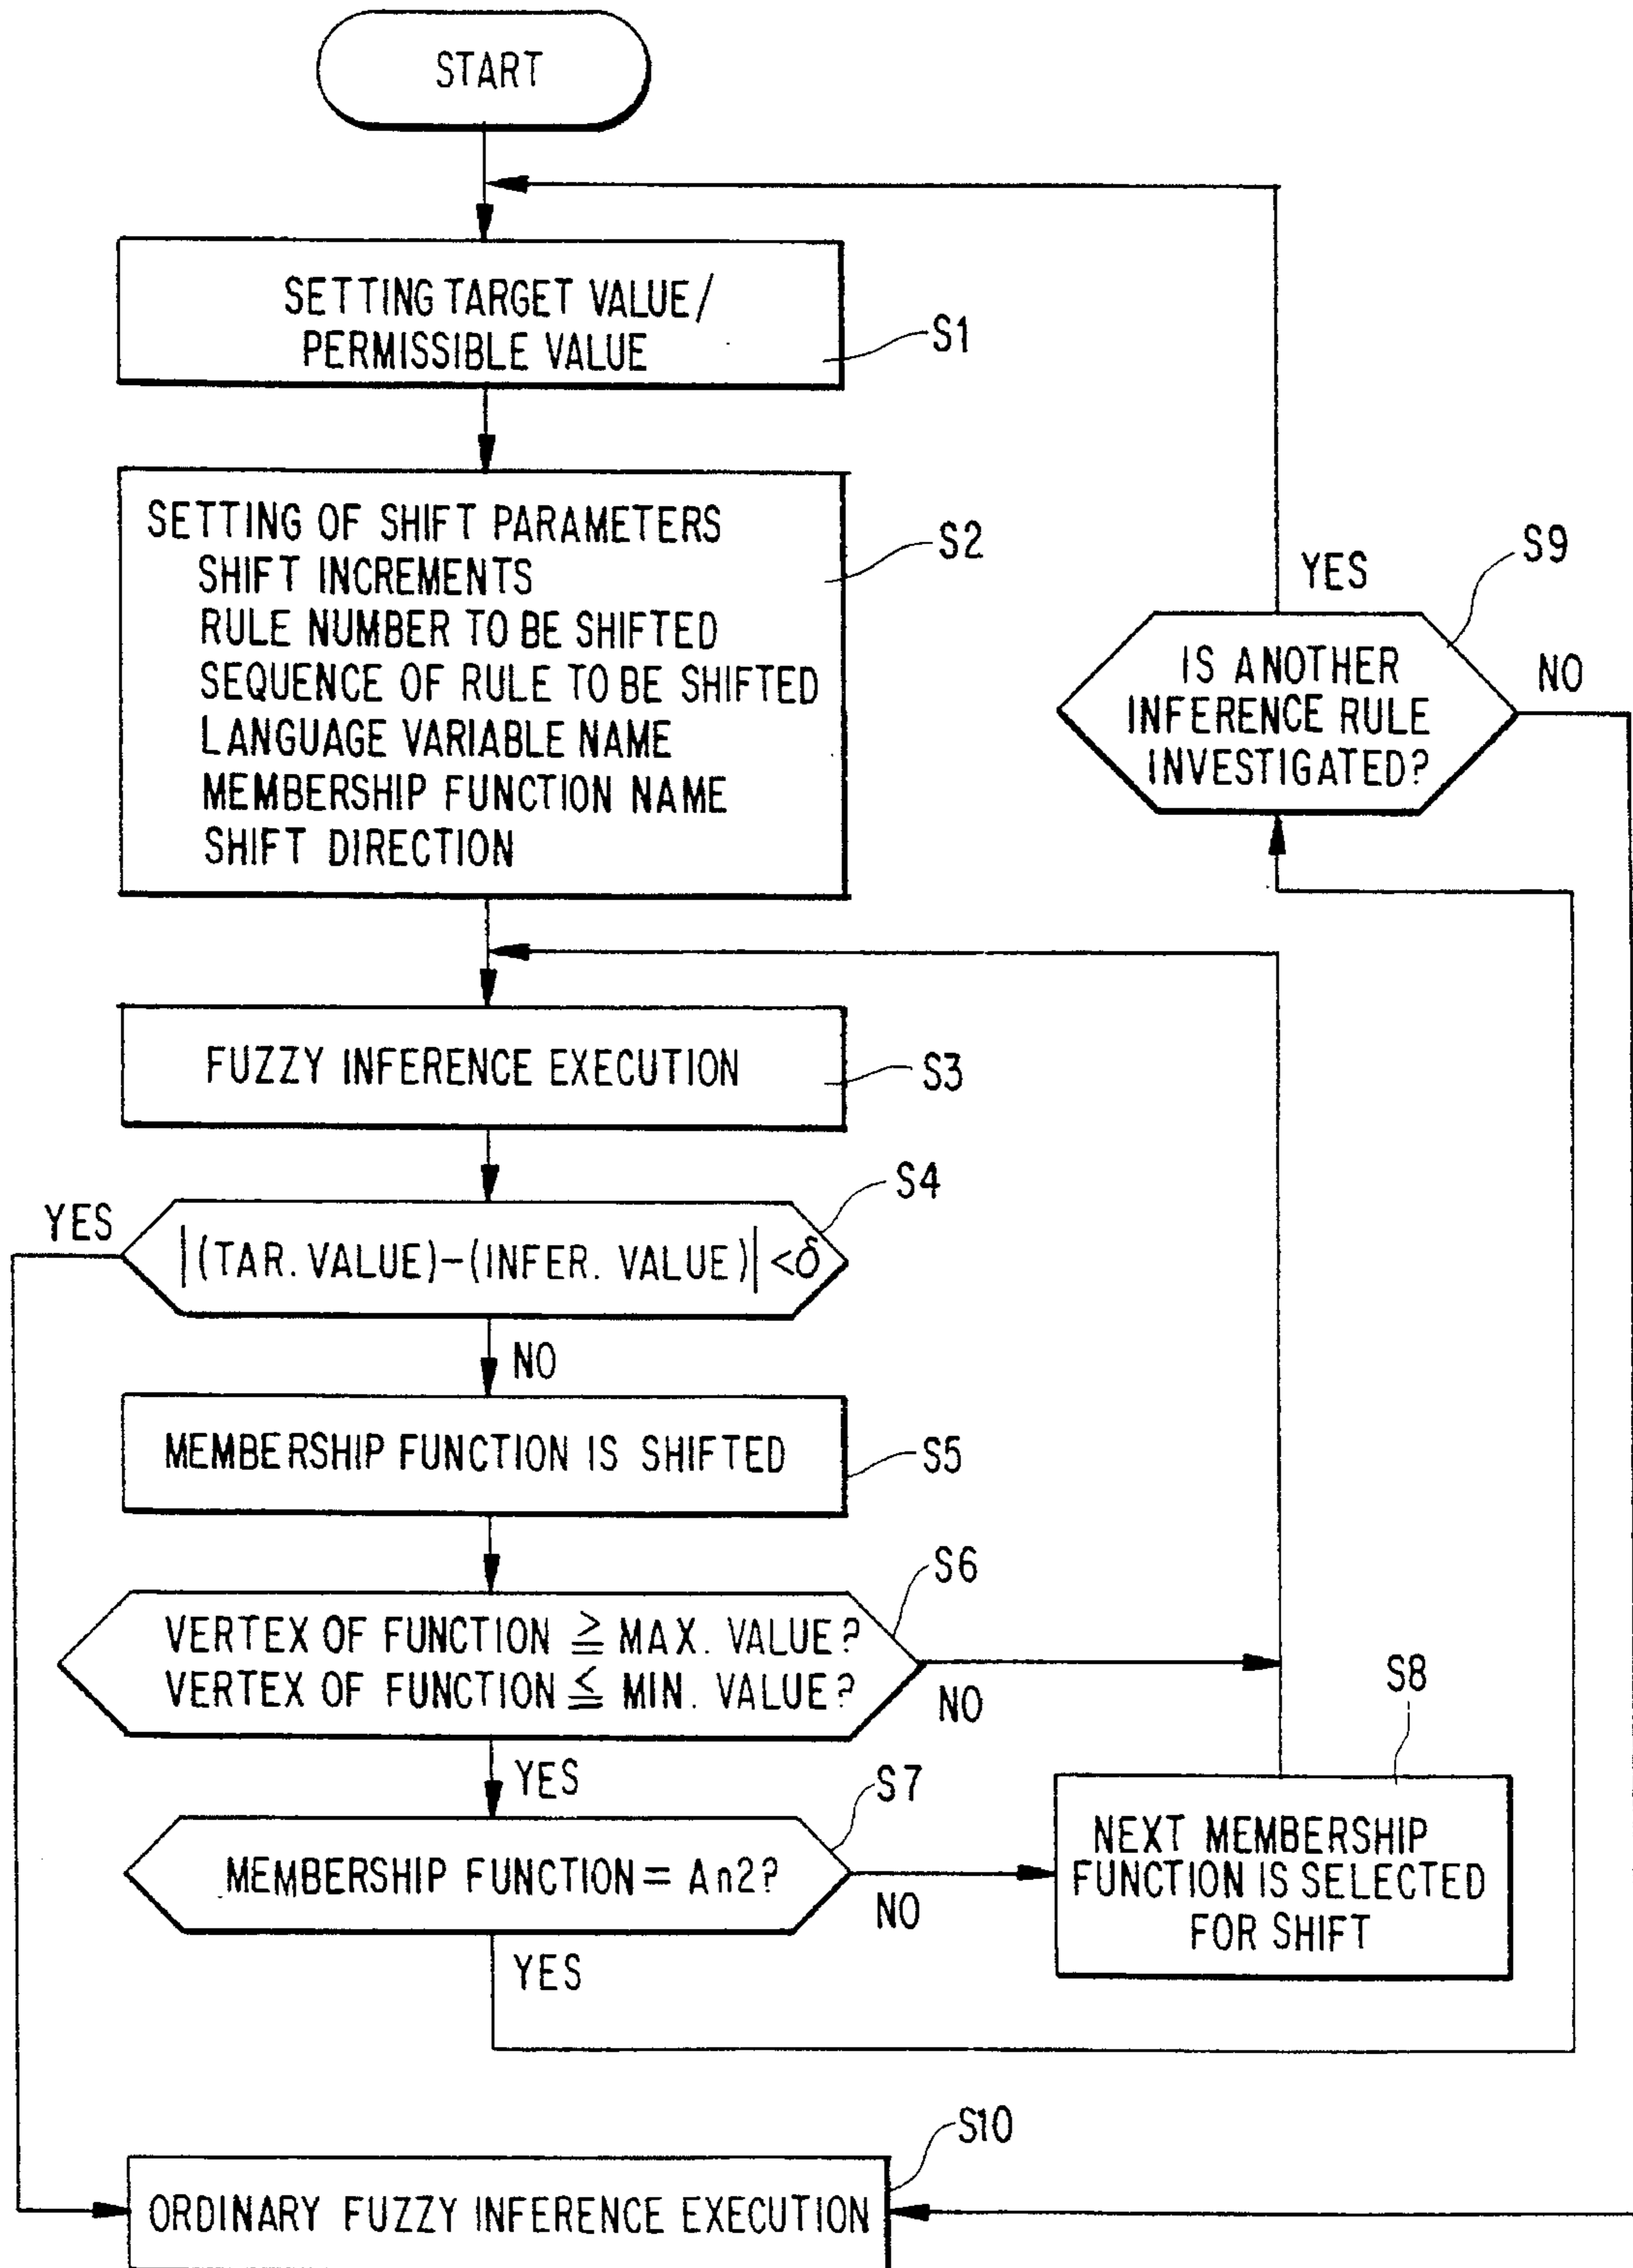 START
SETTING TARGET VALUE/
PERMISSIBLE VALUE
S1
SETTING OF SHIFT PARAMETERS
SHIFT INCREMENTS
RULE NUMBER TO BE SHIFTED
SEQUENCE OF RULE TO BE SHIFTED
LANGUAGE VARIABLE NAME
MEMBERSHIP FUNCTION NAME
SHIFT DIRECTION
S2
S9
YES
IS ANOTHER
INFERENCE RULE
INVESTIGATED?
NO
FUZZY INFERENCE EXECUTION
S3
S4
YES
|(TAR. VALUE)-(INFER. VALUE)| <δ
NO
MEMBERSHIP FUNCTION IS SHIFTED
S5
S6
VERTEX OF FUNCTION ≧ MAX. VALUE?
VERTEX OF FUNCTION ≦ MIN. VALUE?
NO
YES
S7
MEMBERSHIP FUNCTION = An2?
NO
YES
S8
NEXT MEMBERSHIP
FUNCTION IS SELECTED
FOR SHIFT
S10
ORDINARY FUZZY INFERENCE EXECUTION